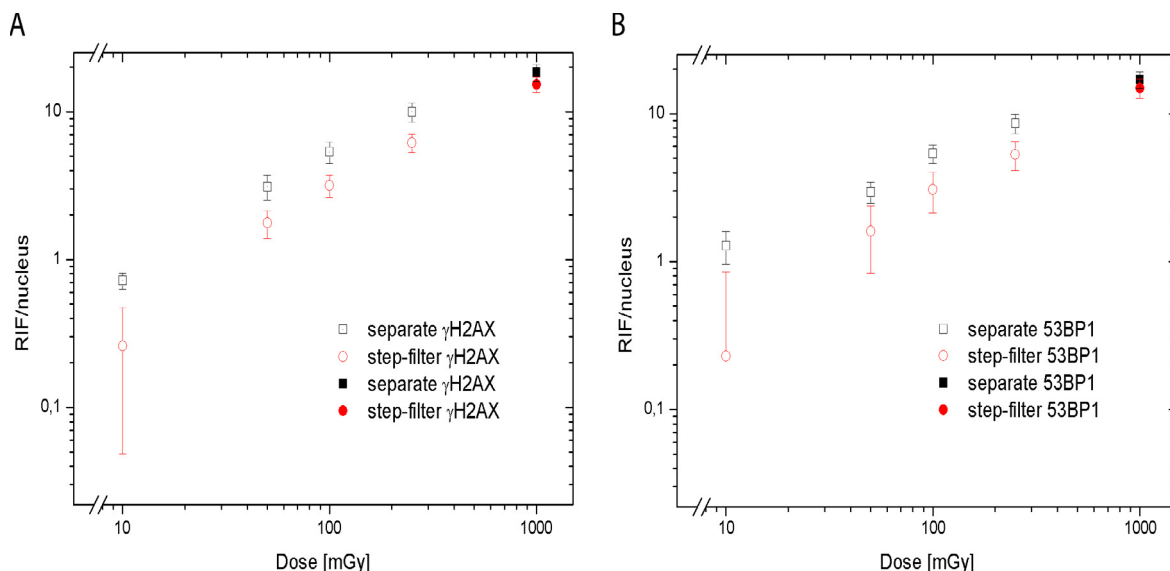 A
RIF/nucleus
10
1
0,1
separate γH2AX
step-filter γH2AX
separate γH2AX
step-filter γH2AX
10
100
1000
Dose [mGy]
B
RIF/nucleus
10
1
0,1
separate 53BP1
step-filter 53BP1
separate 53BP1
step-filter 53BP1
10
100
1000
Dose [mGy]